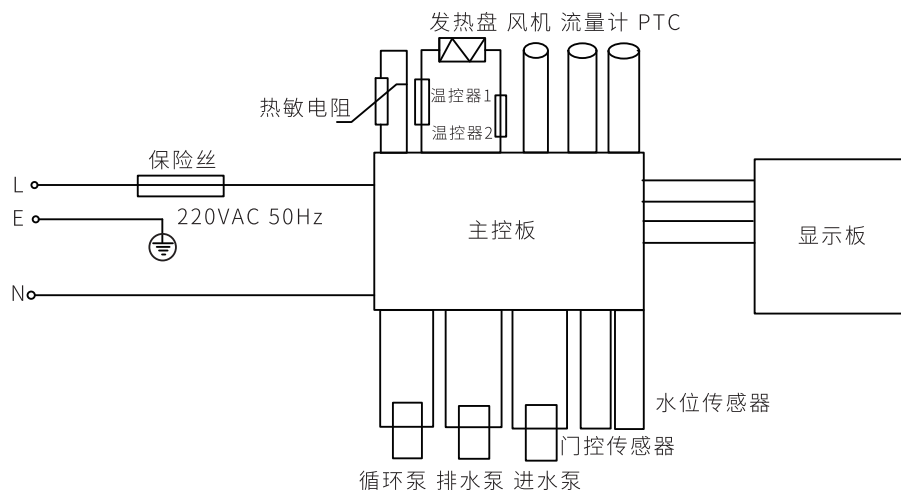 发热盘 风机 流量计 PTC
温控器1
热敏电阻
温控器2
保险丝
L
E
220VAC 50Hz
主控板
显示板
N
水位传感器
门控传感器
循环泵 排水泵 进水泵